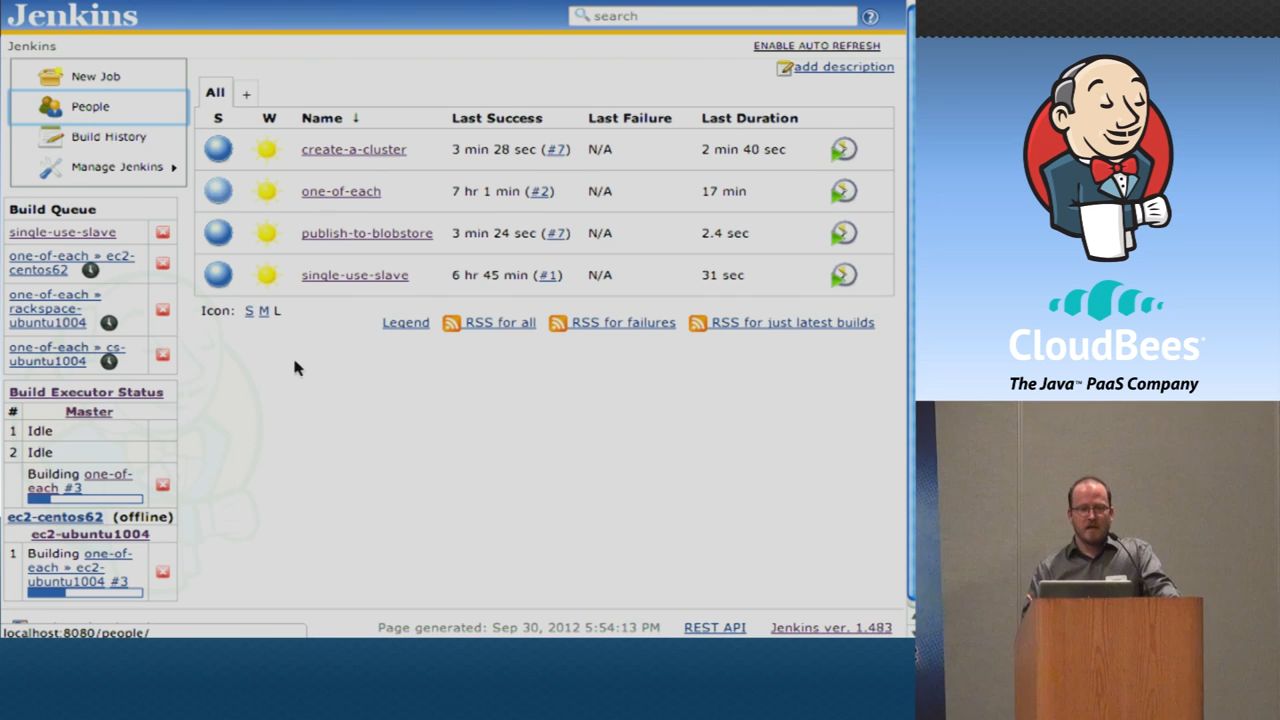 Jenkins
search
Jenkins
ENABLE AUTO REFRESH
add description
New Job
People
Build History
Manage Jenkins
All +
S W Name ↓ Last Success Last Failure Last Duration
create-a-cluster 3 min 28 sec (#7) N/A 2 min 40 sec
one-of-each 7 hr 1 min (#2) N/A 17 min
publish-to-blobstore 3 min 24 sec (#7) N/A 2.4 sec
single-use-slave 6 hr 45 min (#1) N/A 31 sec
Icon: S M L
Legend RSS for all RSS for failures RSS for just latest builds
Build Queue
single-use-slave
one-of-each » ec2-
centos62
one-of-each »
rackspace-
ubuntu1004
one-of-each » cs-
ubuntu1004
Build Executor Status
# Master
1 Idle
2 Idle
Building one-of-
each #3
ec2-centos62 (offline)
ec2-ubuntu1004
1 Building one-of-
each » ec2-
ubuntu1004 #3
localhost:8080/people/
Page generated: Sep 30, 2012 5:54:13 PM REST API Jenkins ver. 1.483
CloudBees
The Java™ PaaS Company